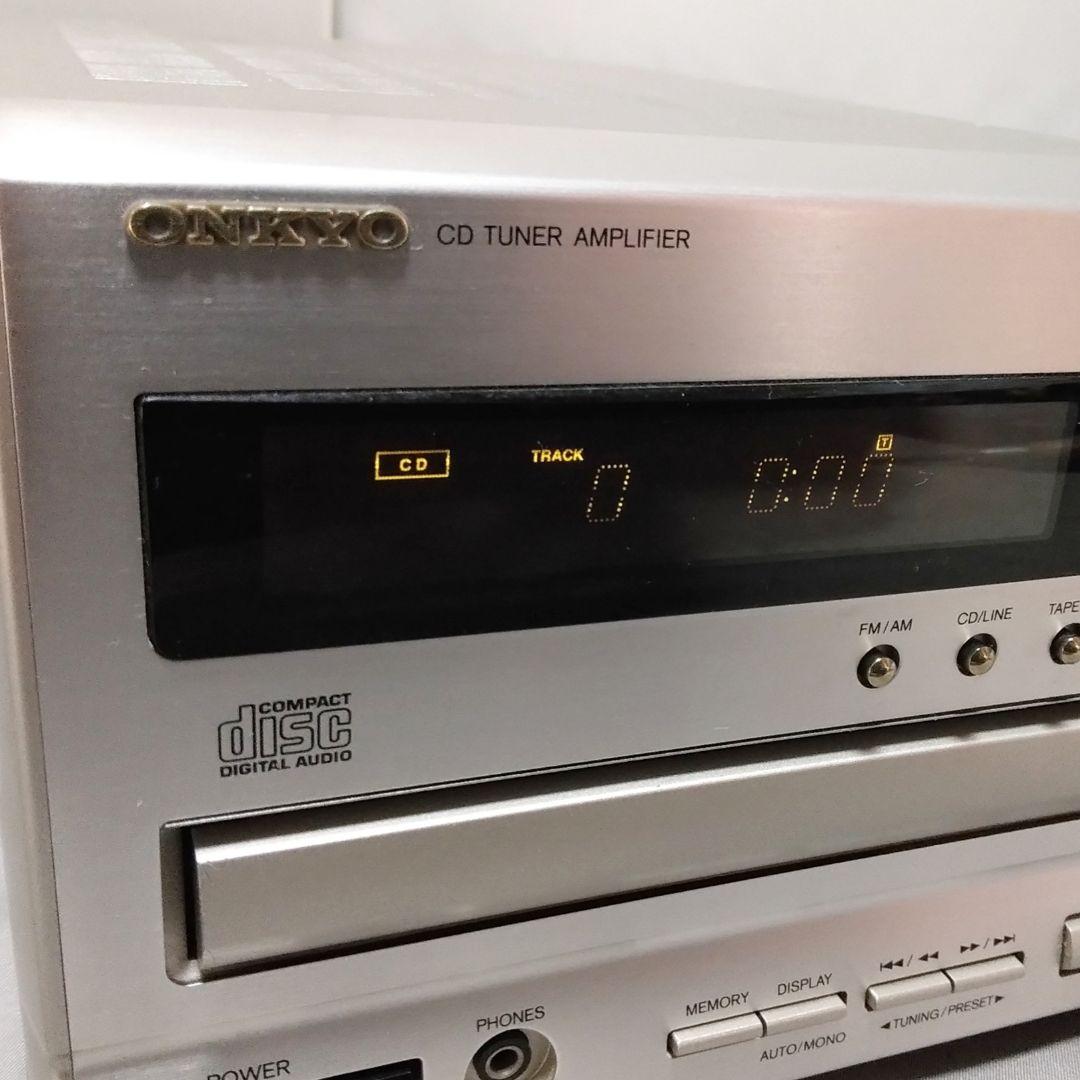 ONKYO CD TUNER AMPLIFIER
CD TRACK 0 0:00 T
FM/AM CD/LINE TAPE
COMPACT
disc
DIGITAL AUDIO
MEMORY DISPLAY
AUTO/MONO
TUNING/PRESET
PHONES
POWER